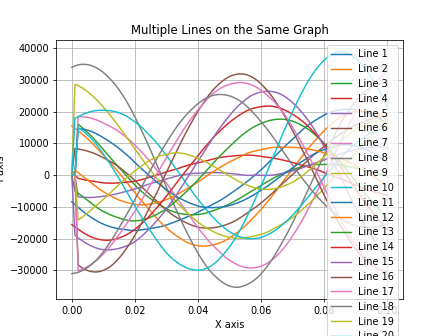 Multiple Lines on the Same Graph
40000
30000
20000
10000
0
−10000
−20000
−30000
0.00
0.02
0.04
0.06
X axis
Line 1
Line 2
Line 3
Line 4
Line 5
Line 6
Line 7
Line 8
Line 9
Line 10
Line 11
Line 12
Line 13
Line 14
Line 15
Line 16
Line 17
Line 18
Line 19
Line 20